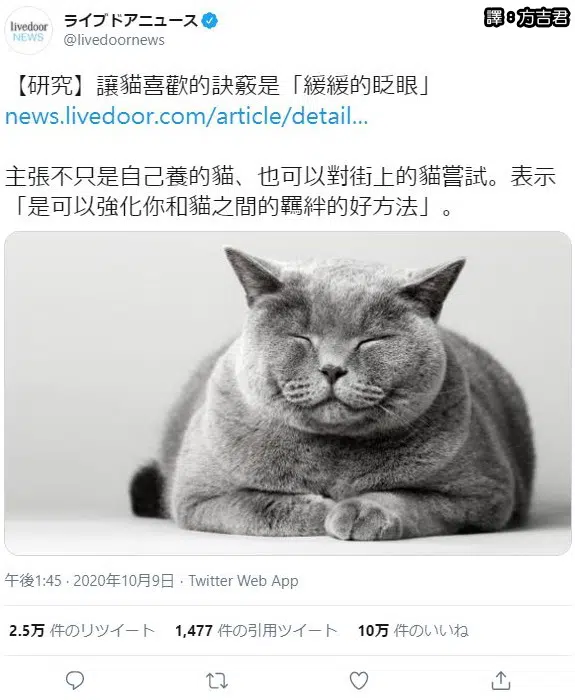 livedoor
NEWS
ライブドアニュース
@livedoornews
譯:方吉君
【研究】讓貓喜歡的訣竅是「緩緩的眨眼」
news.livedoor.com/article/detail...
主張不只是自己養的貓、也可以對街上的貓嘗試。表示
「是可以強化你和貓之間的羈絆的好方法」。
午後1:45 · 2020年10月9日 · Twitter Web App
2.5万 件のリツイート 1,477 件の引用ツイート 10万 件のいいね